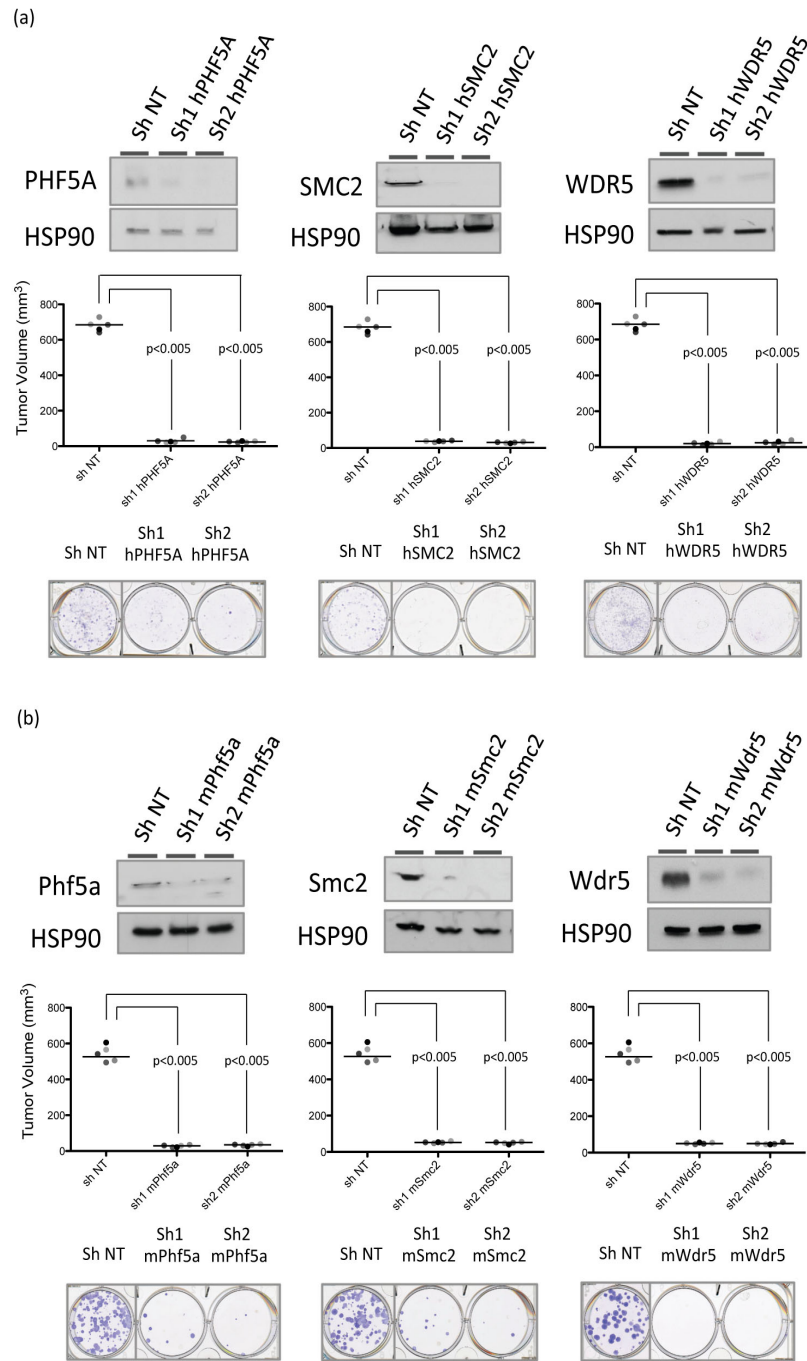 (a)
Sh NT
Sh1 hPHF5A
Sh2 hPHF5A
PHF5A
HSP90
Sh NT
Sh1 hSMC2
Sh2 hSMC2
SMC2
HSP90
Sh NT
Sh1 hWDR5
Sh2 hWDR5
WDR5
HSP90
Tumor Volume (mm³)
800
600
400
200
0
p<0.005
p<0.005
sh NT
sh1 hPHF5A
sh2 hPHF5A
800
600
400
200
0
p<0.005
p<0.005
sh NT
sh1 hSMC2
sh2 hSMC2
800
600
400
200
0
p<0.005
p<0.005
sh NT
sh1 hWDR5
sh2 hWDR5
Sh NT
Sh1
hPHF5A
Sh2
hPHF5A
Sh NT
Sh1
hSMC2
Sh2
hSMC2
Sh NT
Sh1
hWDR5
Sh2
hWDR5
(b)
Sh NT
Sh1 mPhf5a
Sh2 mPhf5a
Phf5a
HSP90
Sh NT
Sh1 mSmc2
Sh2 mSmc2
Smc2
HSP90
Sh NT
Sh1 mWdr5
Sh2 mWdr5
Wdr5
HSP90
Tumor Volume (mm³)
800
600
400
200
0
p<0.005
p<0.005
sh NT
sh1 mPhf5a
sh2 mPhf5a
800
600
400
200
0
p<0.005
p<0.005
sh NT
sh1 mSmc2
sh2 mSmc2
800
600
400
200
0
p<0.005
p<0.005
sh NT
sh1 mWdr5
sh2 mWdr5
Sh NT
Sh1
mPhf5a
Sh2
mPhf5a
Sh NT
Sh1
mSmc2
Sh2
mSmc2
Sh NT
Sh1
mWdr5
Sh2
mWdr5